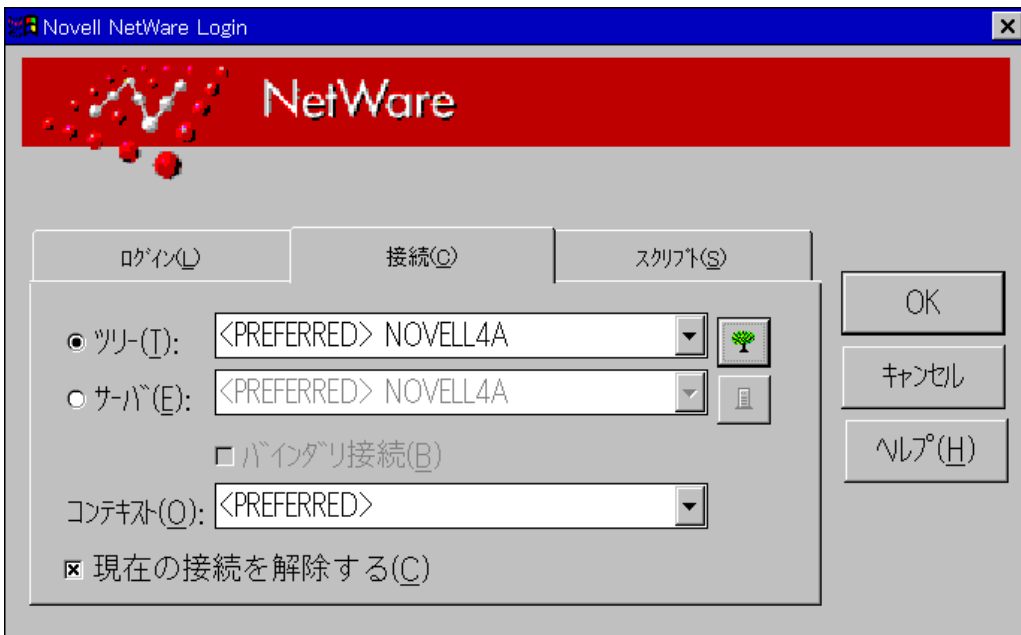 Novell NetWare Login
NetWare
ﾛｸﾞｲﾝ(L)
接続(C)
ｽｸﾘﾌﾟﾄ(S)
OK
ﾂﾘｰ(T):
<PREFERRED> NOVELL4A
ｷｬﾝｾﾙ
ｻｰﾊﾞ(E):
<PREFERRED> NOVELL4A
ﾍﾙﾌﾟ(H)
ﾊﾞｲﾝﾀﾞﾘ接続(B)
ｺﾝﾃｷｽﾄ(O):
<PREFERRED>
現在の接続を解除する(C)